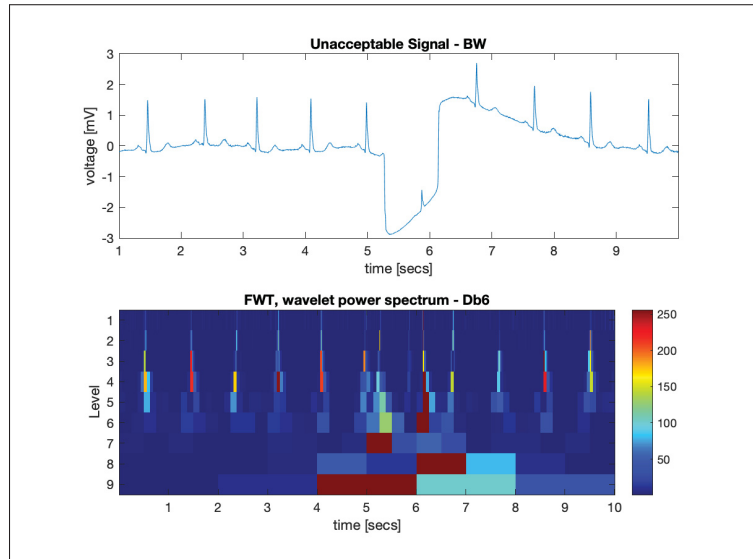 Unacceptable Signal - BW
3
2
1
0
-1
-2
-3
voltage [mV]
1 2 3 4 5 6 7 8 9
time [secs]
FWT, wavelet power spectrum - Db6
1
2
3
4
5
6
7
8
9
Level
1 2 3 4 5 6 7 8 9 10
time [secs]
250
200
150
100
50